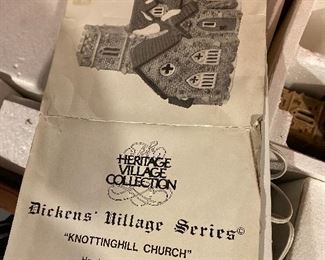 HERITAGE
VILLAGE
COLLECTION
Dickens' Village Series©
"KNOTTINGHILL CHURCH"